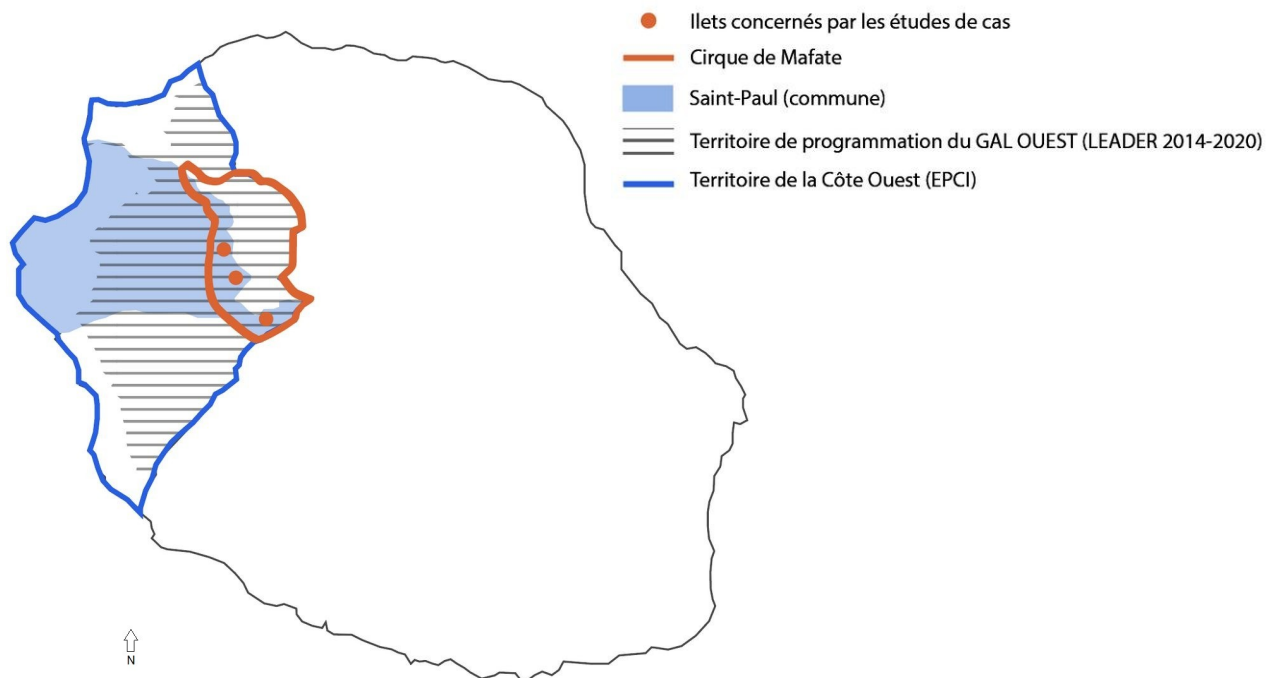 Ilets concernés par les études de cas
Cirque de Mafate
Saint-Paul (commune)
Territoire de programmation du GAL OUEST (LEADER 2014-2020)
Territoire de la Côte Ouest (EPCI)
N